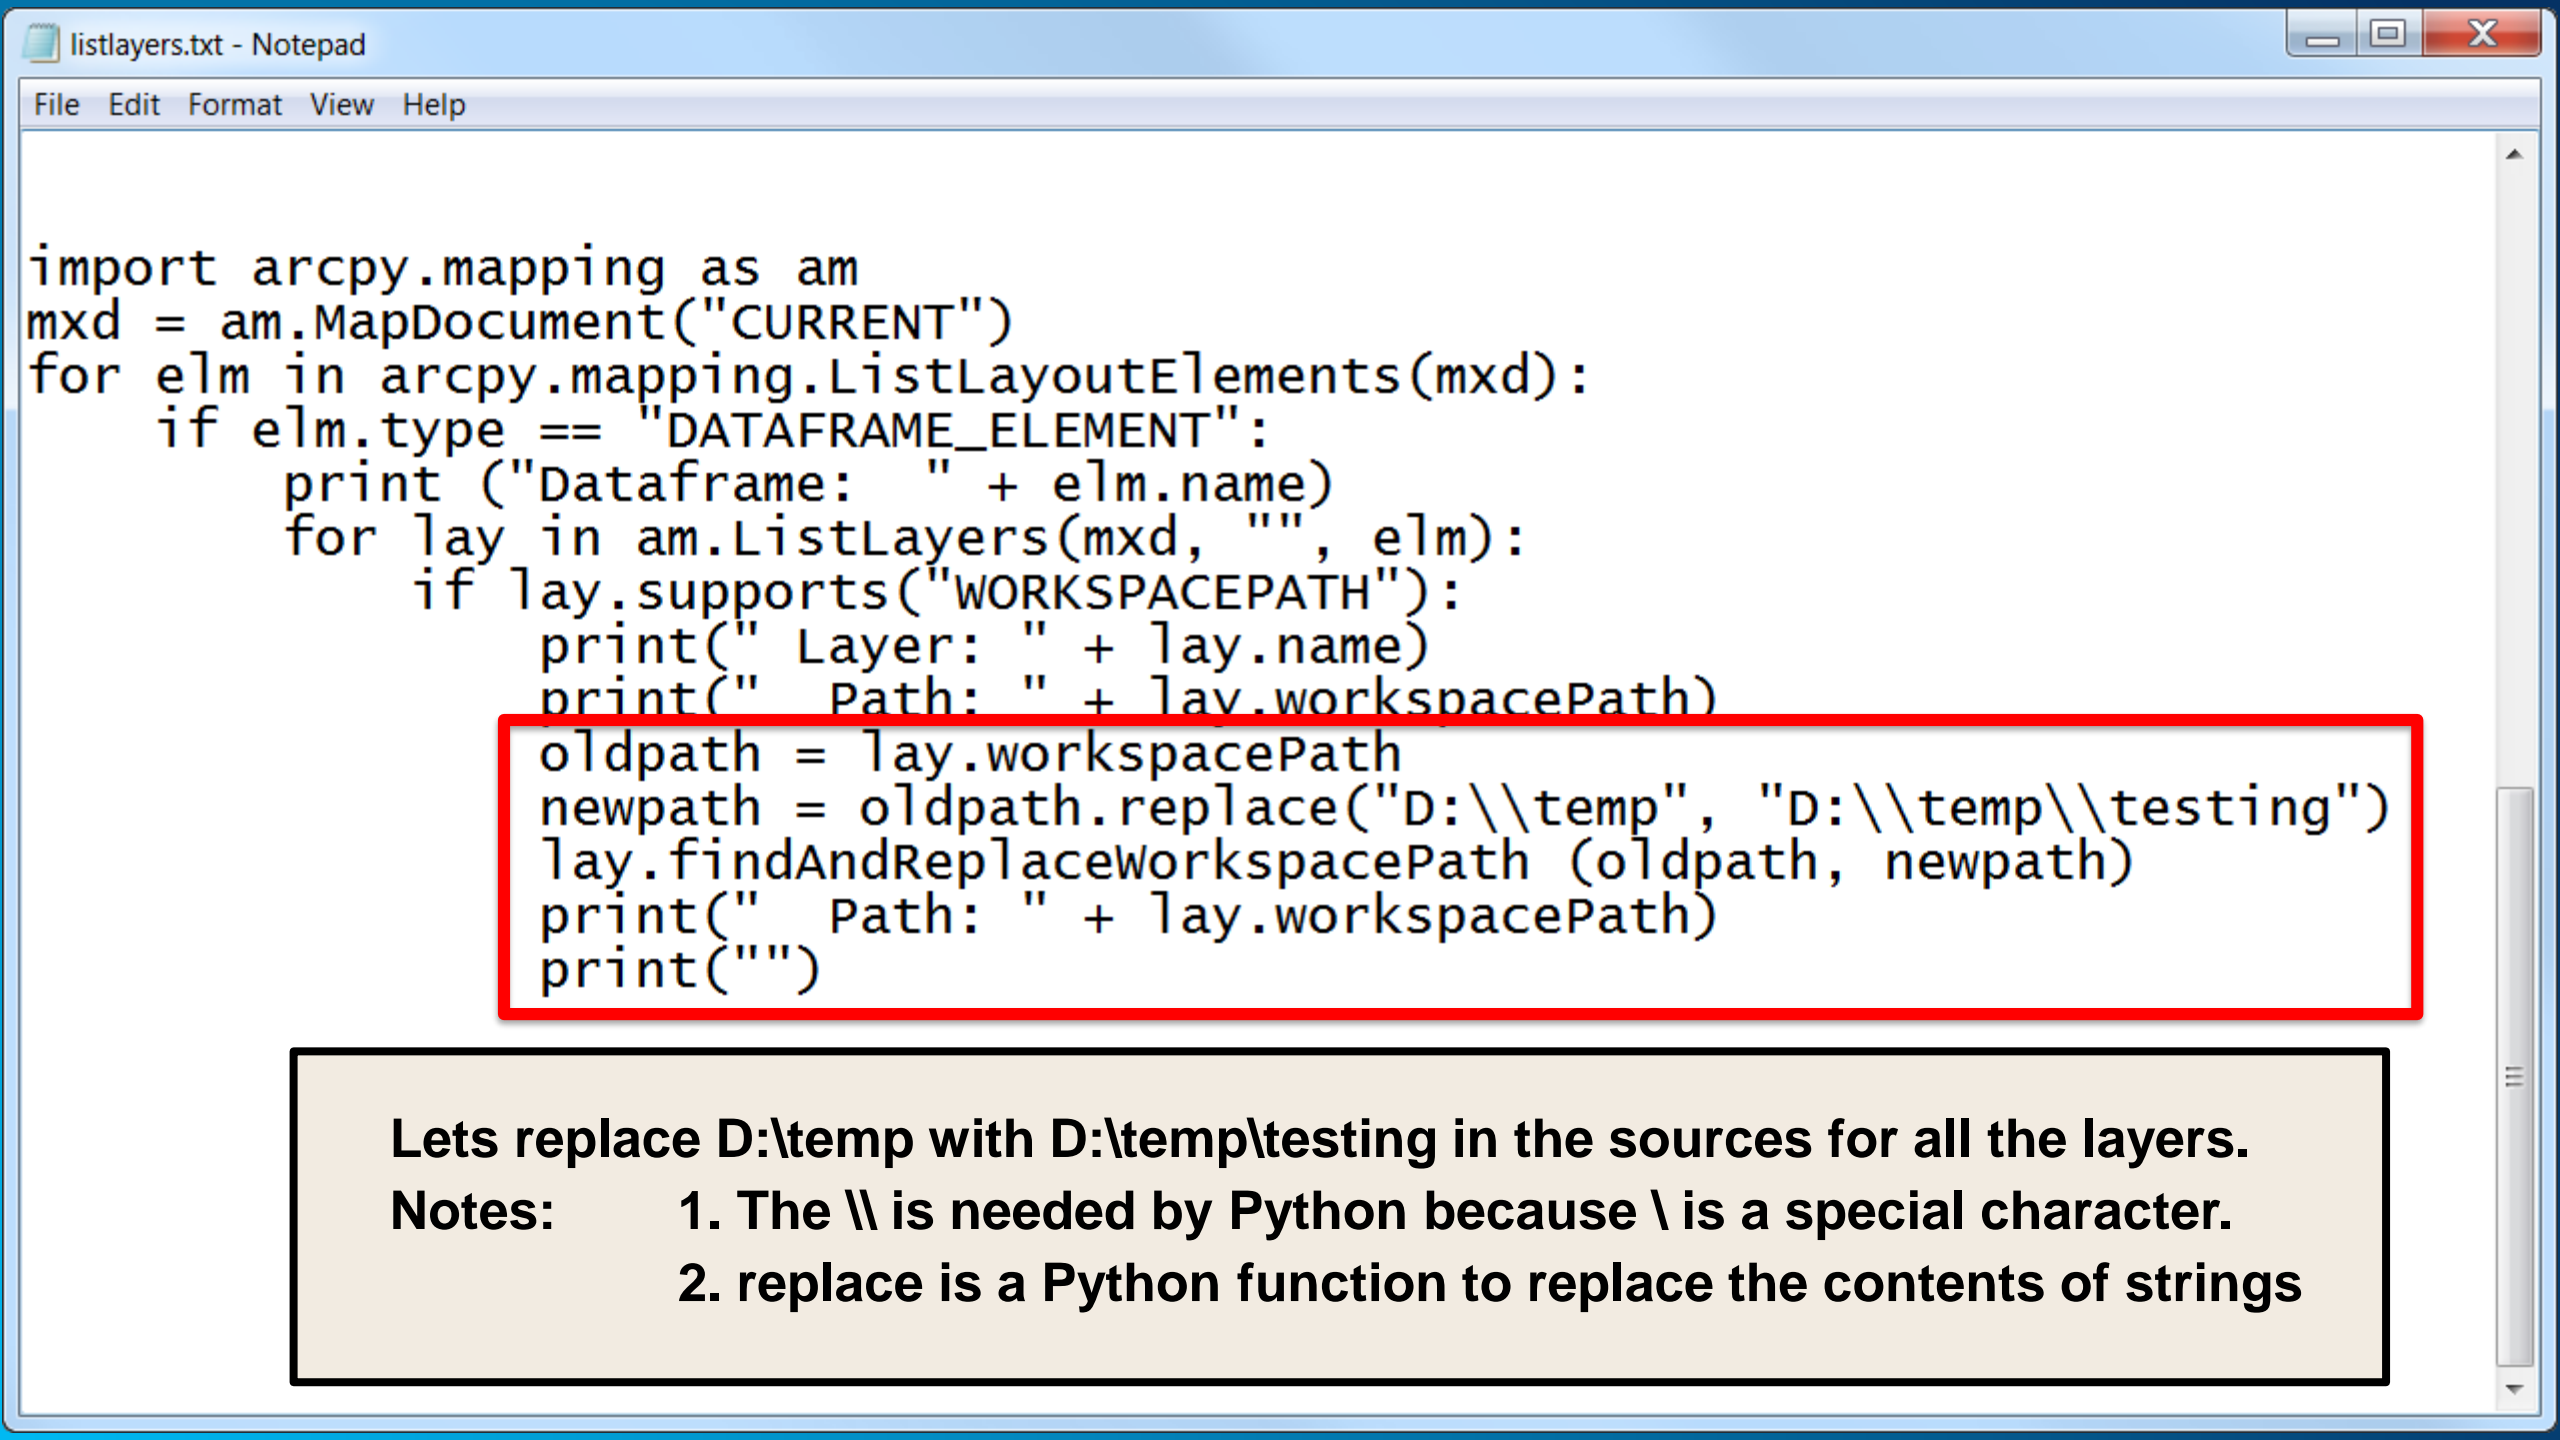 listlayers.txt - Notepad
File Edit Format View Help
import arcpy.mapping as am
mxd = am.MapDocument("CURRENT")
for elm in arcpy.mapping.ListLayoutElements(mxd):
    if elm.type == "DATAFRAME_ELEMENT":
        print ("Dataframe:  " + elm.name)
        for lay in am.ListLayers(mxd, "", elm):
            if lay.supports("WORKSPACEPATH"):
                print(" Layer: " + lay.name)
                print("  Path: " + lay.workspacePath)
                oldpath = lay.workspacePath
                newpath = oldpath.replace("D:\\temp", "D:\\temp\\testing")
                lay.findAndReplaceWorkspacePath (oldpath, newpath)
                print("  Path: " + lay.workspacePath)
                print("")
Lets replace D:\temp with D:\temp\testing in the sources for all the layers.
Notes: 1. The \\ is needed by Python because \ is a special character.
2. replace is a Python function to replace the contents of strings